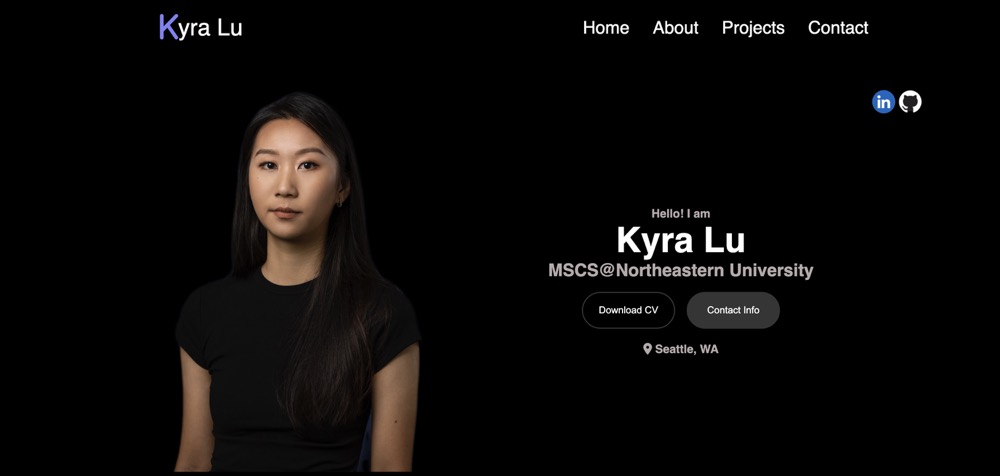 Kyra Lu
Home About Projects Contact
in
Hello! I am
Kyra Lu
MSCS@Northeastern University
Download CV Contact Info
Seattle, WA